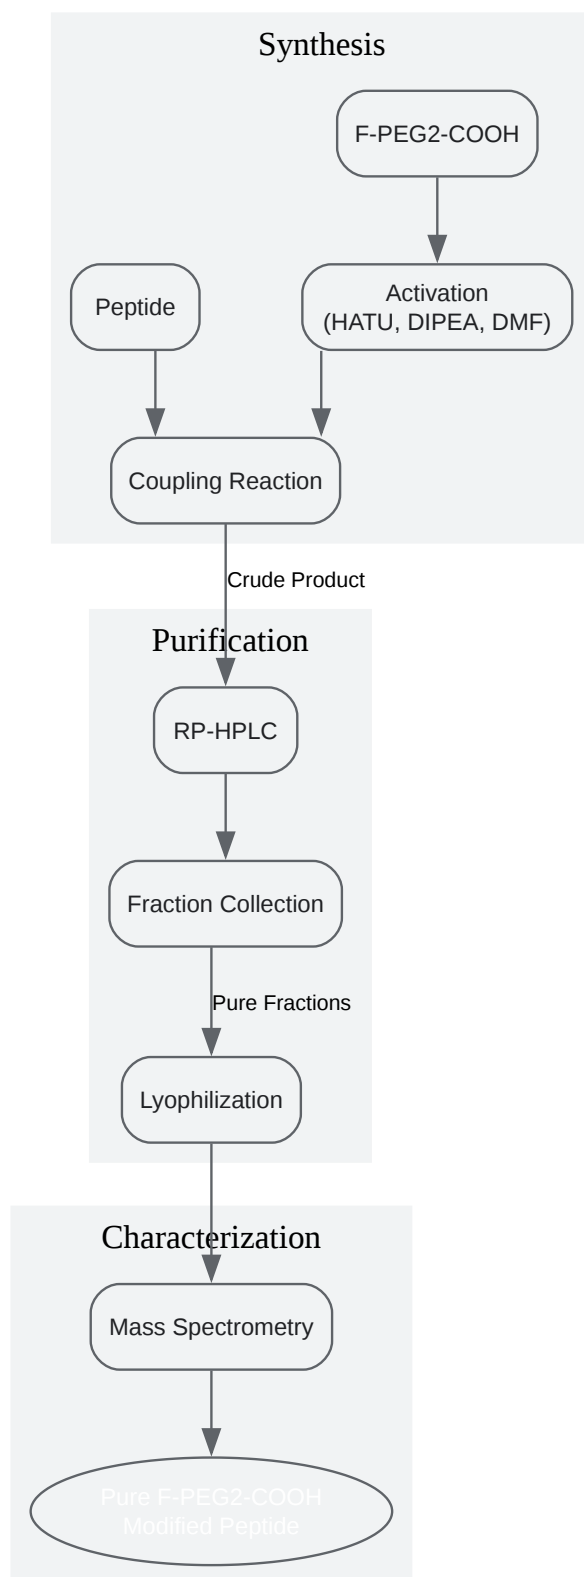 Synthesis
F-PEG2-COOH
Peptide
Activation
(HATU, DIPEA, DMF)
Coupling Reaction
Crude Product
Purification
RP-HPLC
Fraction Collection
Pure Fractions
Lyophilization
Characterization
Mass Spectrometry
Pure F-PEG2-COOH
Modified Peptide